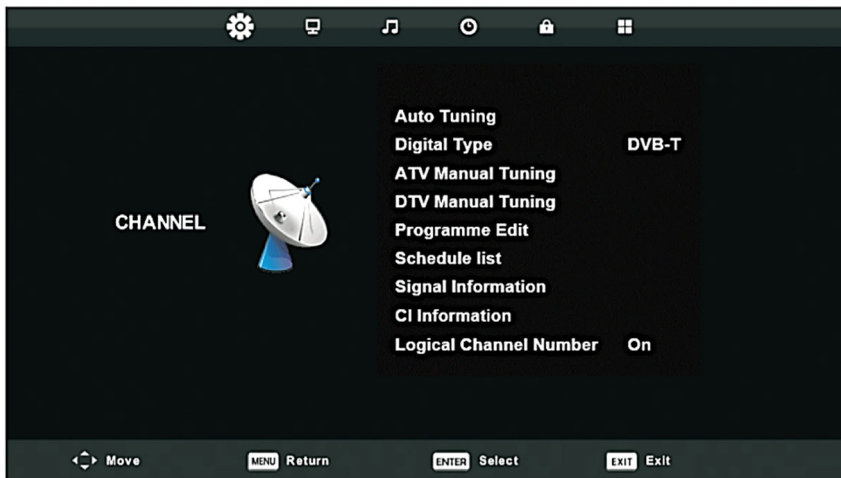 Auto Tuning
Digital Type DVB-T
ATV Manual Tuning
DTV Manual Tuning
CHANNEL
Programme Edit
Schedule list
Signal Information
CI Information
Logical Channel Number On
Move MENU Return ENTER Select EXIT Exit